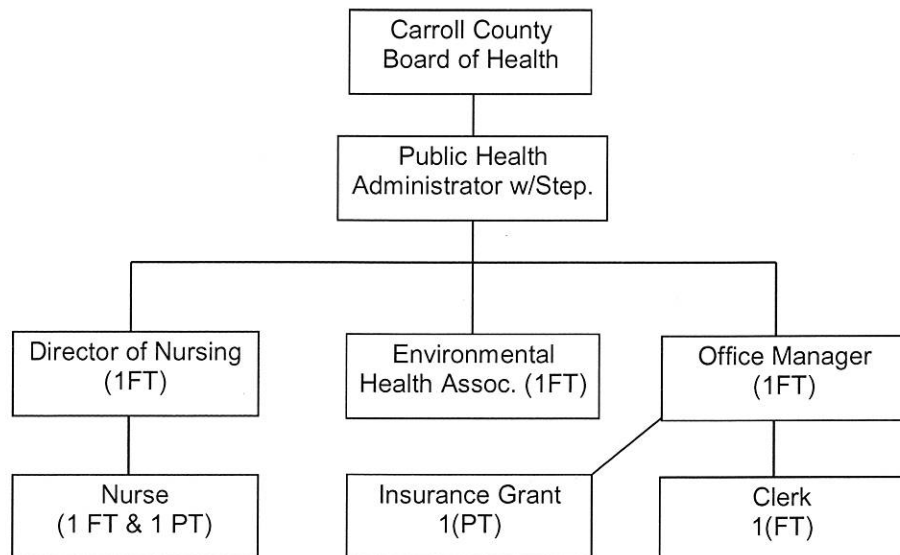 Carroll County
Board of Health
Public Health
Administrator w/Step.
Director of Nursing
(1FT)
Environmental
Health Assoc. (1FT)
Office Manager
(1FT)
Nurse
(1 FT & 1 PT)
Insurance Grant
1(PT)
Clerk
1(FT)